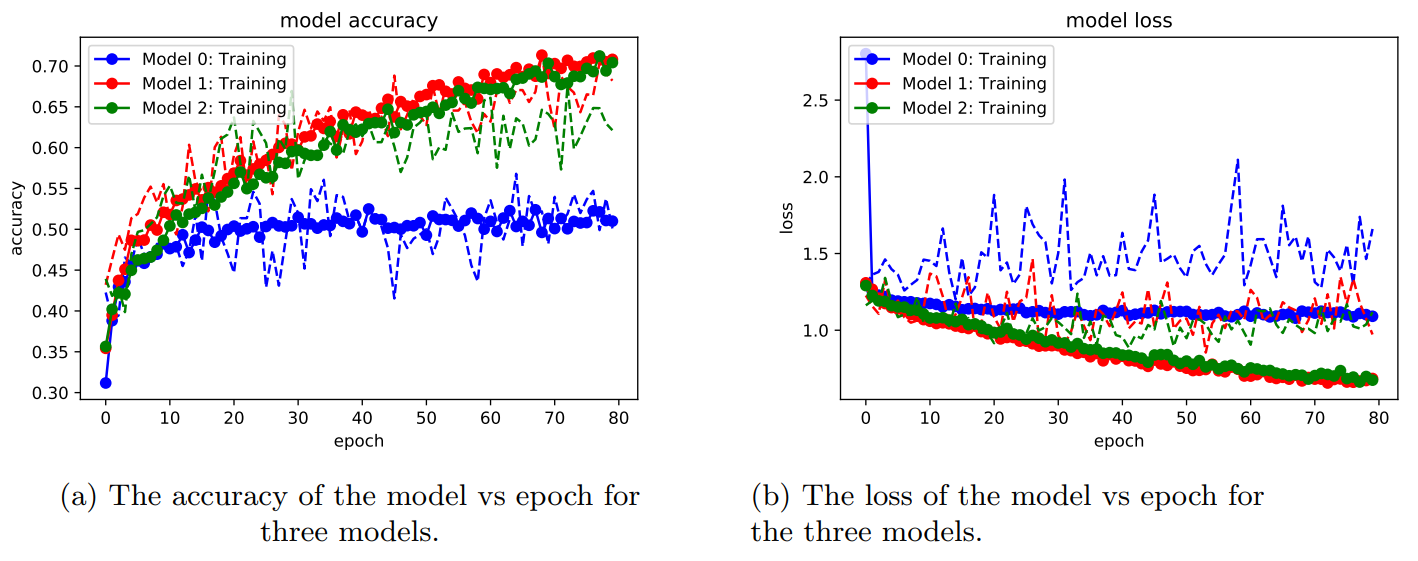 model accuracy
Model 0: Training
Model 1: Training
Model 2: Training
0.70
0.65
0.60
0.55
0.50
0.45
0.40
0.35
0.30
accuracy
0 10 20 30 40 50 60 70 80
epoch
model loss
Model 0: Training
Model 1: Training
Model 2: Training
2.5
2.0
1.5
1.0
loss
0 10 20 30 40 50 60 70 80
epoch
(a) The accuracy of the model vs epoch for
three models.
(b) The loss of the model vs epoch for
the three models.